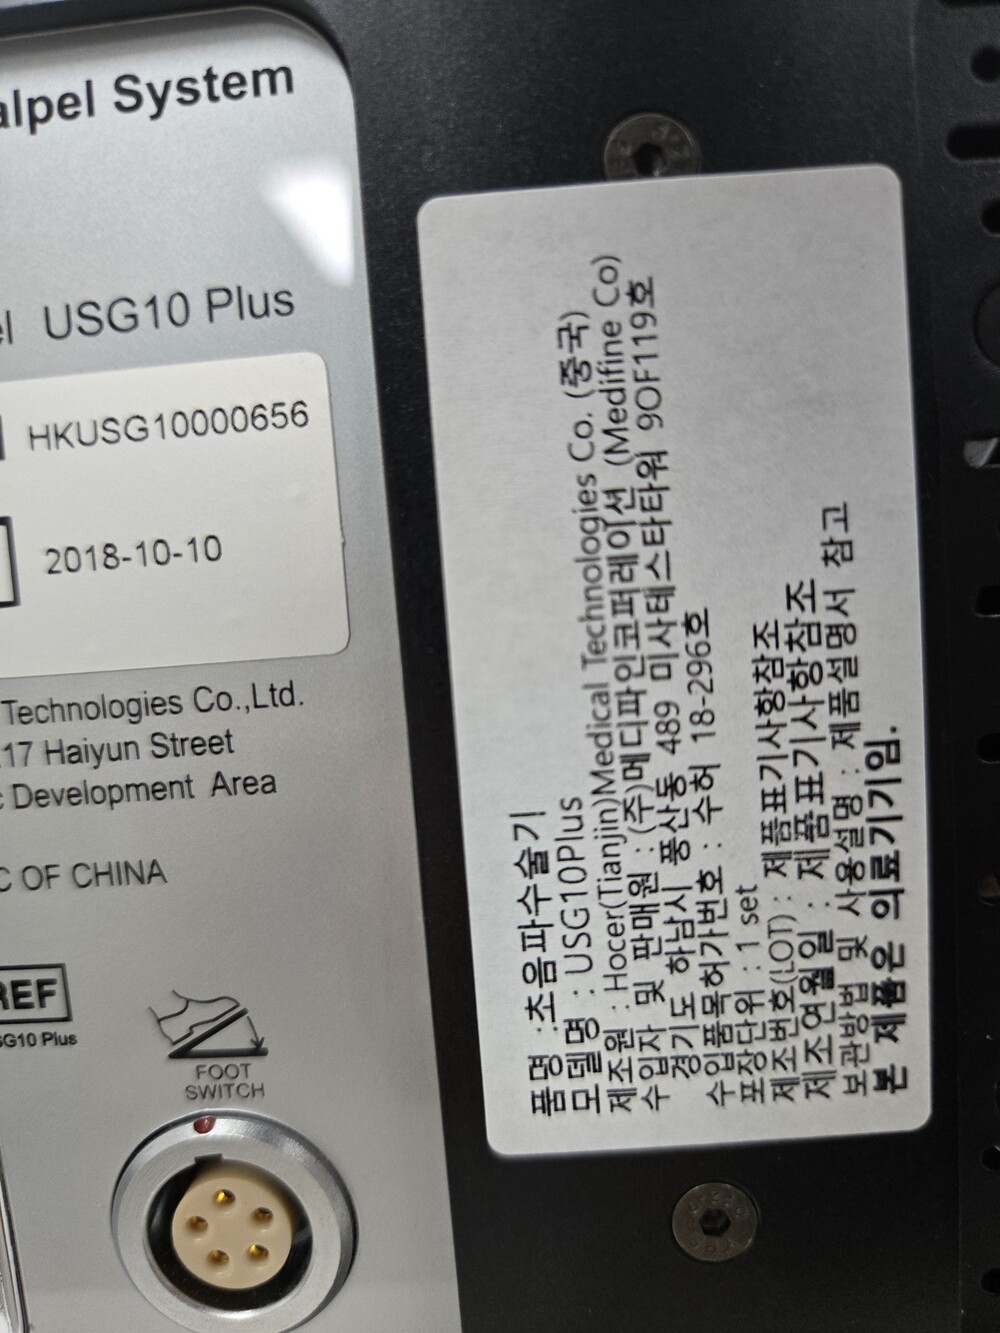 alpel System
el USG10 Plus
HKUSG10000656
2018-10-10
Technologies Co.,Ltd.
17 Haiyun Street
c Development Area
C OF CHINA
REF
SG10 Plus
FOOT
SWITCH
품명 :초음파수술기
모델명 : USG10Plus
제조원 :Hocer(Tianjin)Medical Technologies Co. (중국)
수입자 및 판매원 : (주)메디파인코퍼레이션 (Medifine Co)
경기도 하남시 풍산동 489 미사테스타타워 9OF119호
수입품목허가번호 : 수허 18-296호
포장단위 : 1 set
제조번호(LOT) : 제품표기사항참조
제조연월일 : 제품표기사항참조
보관방법 및 사용설명 : 제품설명서 참고
본 제품은 의료기기임.